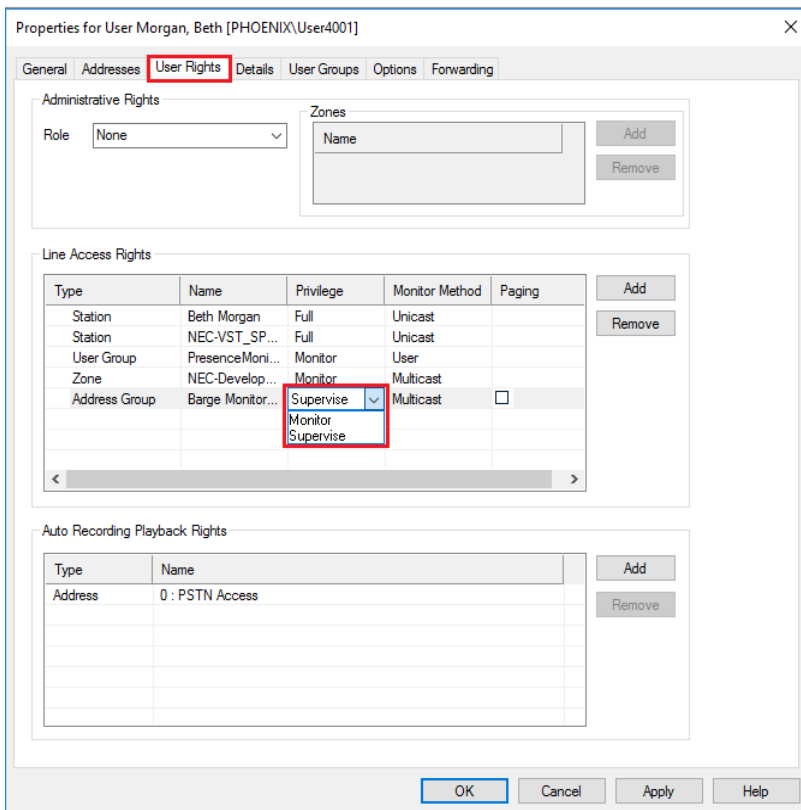 Properties for User Morgan, Beth [PHOENIX\User4001]
General Addresses User Rights Details User Groups Options Forwarding
Administrative Rights
Role None
Zones
Name
Add
Remove
Line Access Rights
Type Name Privilege Monitor Method Paging
Station Beth Morgan Full Unicast
Station NEC-VST_SP... Full Unicast
User Group PresenceMoni... Monitor User
Zone NEC-Develop... Monitor Multicast
Address Group Barge Monitor... Supervise Multicast
Monitor
Supervise
Add
Remove
Auto Recording Playback Rights
Type Name
Address 0 : PSTN Access
Add
Remove
OK Cancel Apply Help